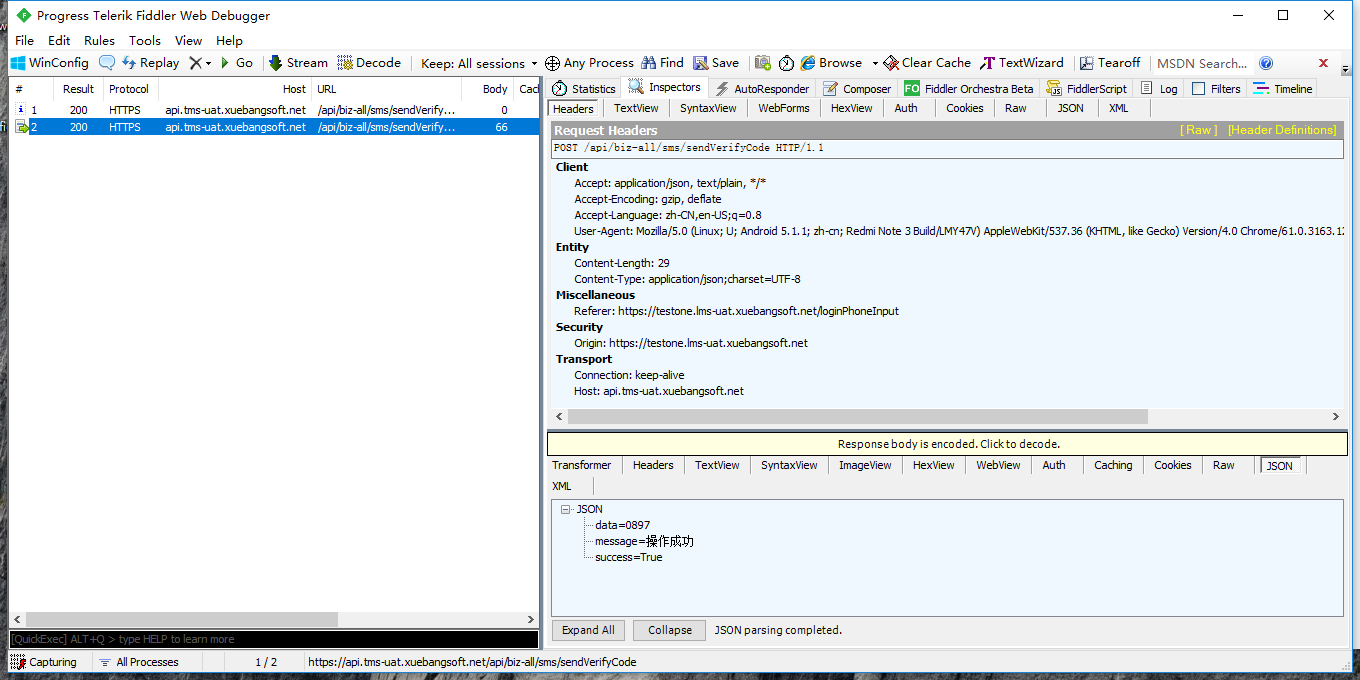 Progress Telerik Fiddler Web Debugger
File Edit Rules Tools View Help
WinConfig Replay Go Stream Decode Keep: All sessions Any Process Find Save Browse Clear Cache TextWizard Tearoff MSDN Search...
# Result Protocol Host URL Body Cac
1 200 HTTPS api.tms-uat.xuebangsoft.net /api/biz-all/sms/sendVerify... 0
2 200 HTTPS api.tms-uat.xuebangsoft.net /api/biz-all/sms/sendVerify... 66
[QuickExec] ALT+Q > type HELP to learn more
Statistics Inspectors AutoResponder Composer FO Fiddler Orchestra Beta FiddlerScript Log Filters Timeline
Headers TextView SyntaxView WebForms HexView Auth Cookies Raw JSON XML
Request Headers [ Raw ] [Header Definitions]
POST /api/biz-all/sms/sendVerifyCode HTTP/1.1
Client
Accept: application/json, text/plain, */*
Accept-Encoding: gzip, deflate
Accept-Language: zh-CN,en-US;q=0.8
User-Agent: Mozilla/5.0 (Linux; U; Android 5.1.1; zh-cn; Redmi Note 3 Build/LMY47V) AppleWebKit/537.36 (KHTML, like Gecko) Version/4.0 Chrome/61.0.3163.12
Entity
Content-Length: 29
Content-Type: application/json;charset=UTF-8
Miscellaneous
Referer: https://testone.lms-uat.xuebangsoft.net/loginPhoneInput
Security
Origin: https://testone.lms-uat.xuebangsoft.net
Transport
Connection: keep-alive
Host: api.tms-uat.xuebangsoft.net
Response body is encoded. Click to decode.
Transformer Headers TextView SyntaxView ImageView HexView WebView Auth Caching Cookies Raw JSON
XML
JSON
data=0897
message=操作成功
success=True
Expand All Collapse JSON parsing completed.
Capturing All Processes 1 / 2 https://api.tms-uat.xuebangsoft.net/api/biz-all/sms/sendVerifyCode